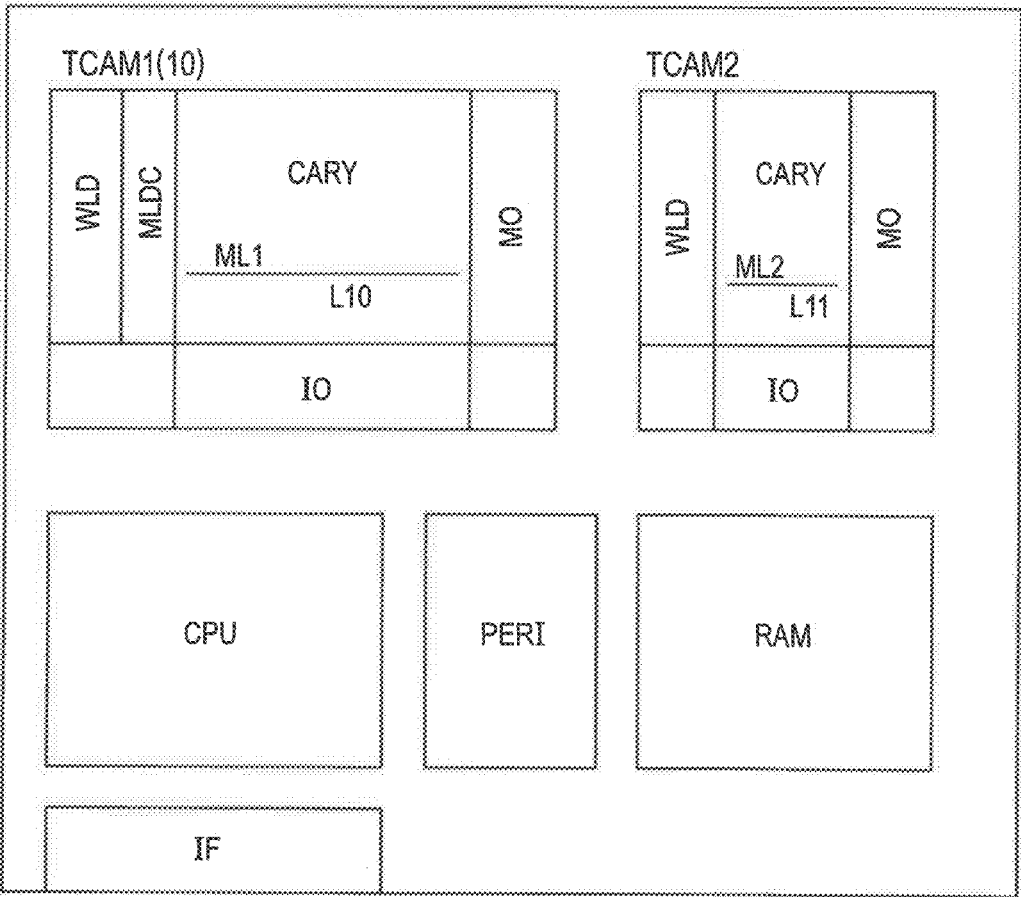 TCAM1(10)
WLD
MLDC
CARY
ML1
L10
MO
IO
TCAM2
WLD
CARY
ML2
L11
MO
IO
CPU
PERI
RAM
IF